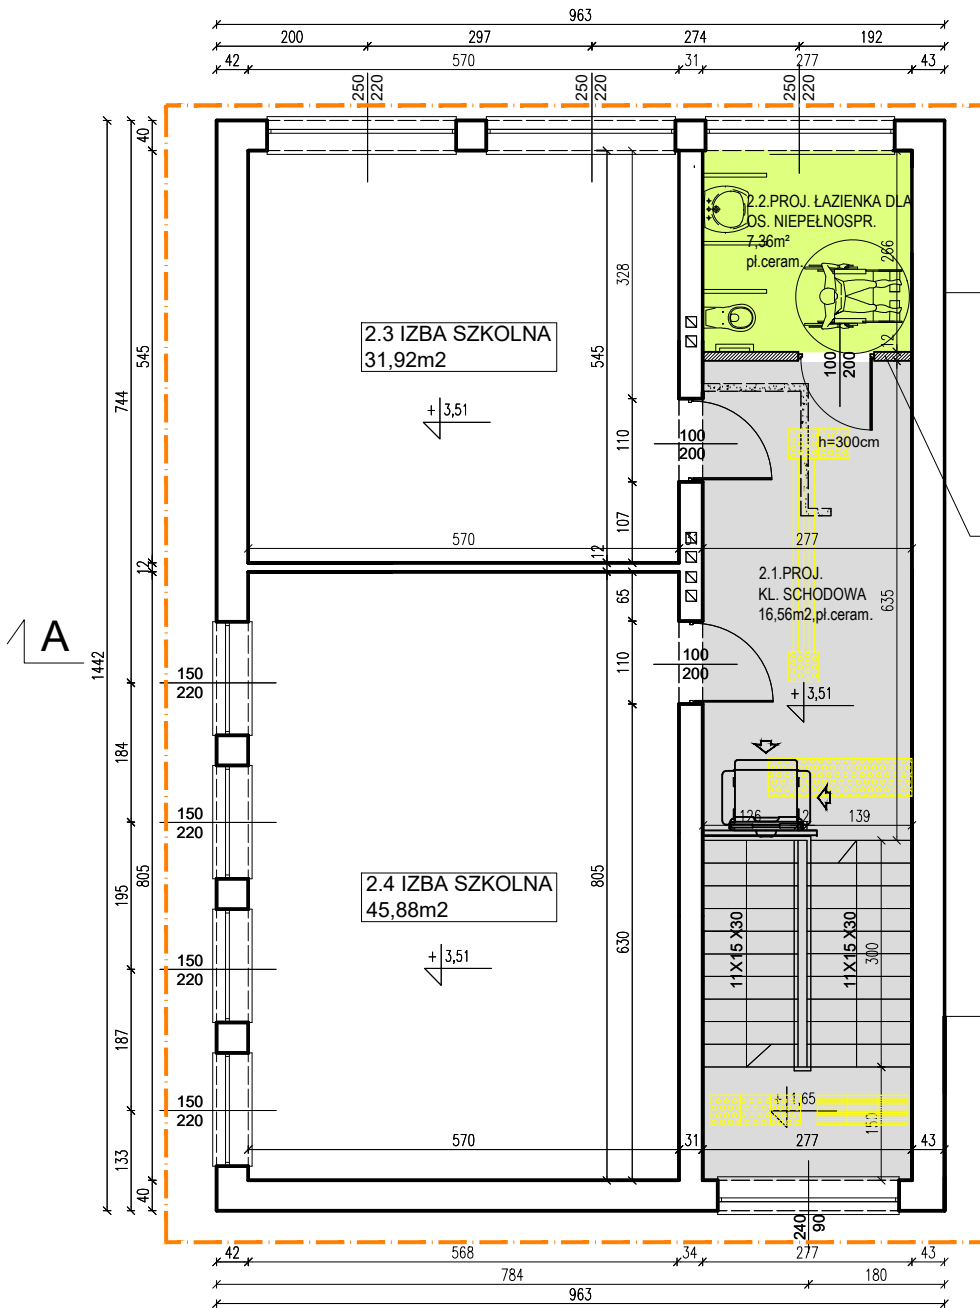 963
200 297 274 192
42 570 31 277 43
250
220
250
220
250
220
40
545
744
12
1442
184
195
805
187
133
40
2.2.PROJ. ŁAZIENKA DLA
OS. NIEPEŁNOSPR.
7,36m²
pł.ceram.
266
12
100
200
h=300cm
2.3 IZBA SZKOLNA
31,92m2
+ 3,51
328
545
110
107
12
100
200
570
277
65
110
100
200
2.1.PROJ.
KL. SCHODOWA
16,56m2,pł.ceram.
635
+ 3,51
A
150
220
150
220
150
220
150
220
126 12 139
2.4 IZBA SZKOLNA
45,88m2
+ 3,51
805
630
11X15 X30
11X15 X30
300
+ 1,65
150
570 31 277 43
240
90
42 568 34 277 43
784 180
963